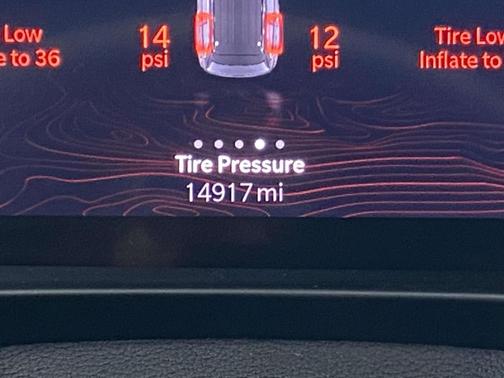 Low
14
psi
e to 36
12
psi
Tire Low
Inflate to
Tire Pressure
14917 mi